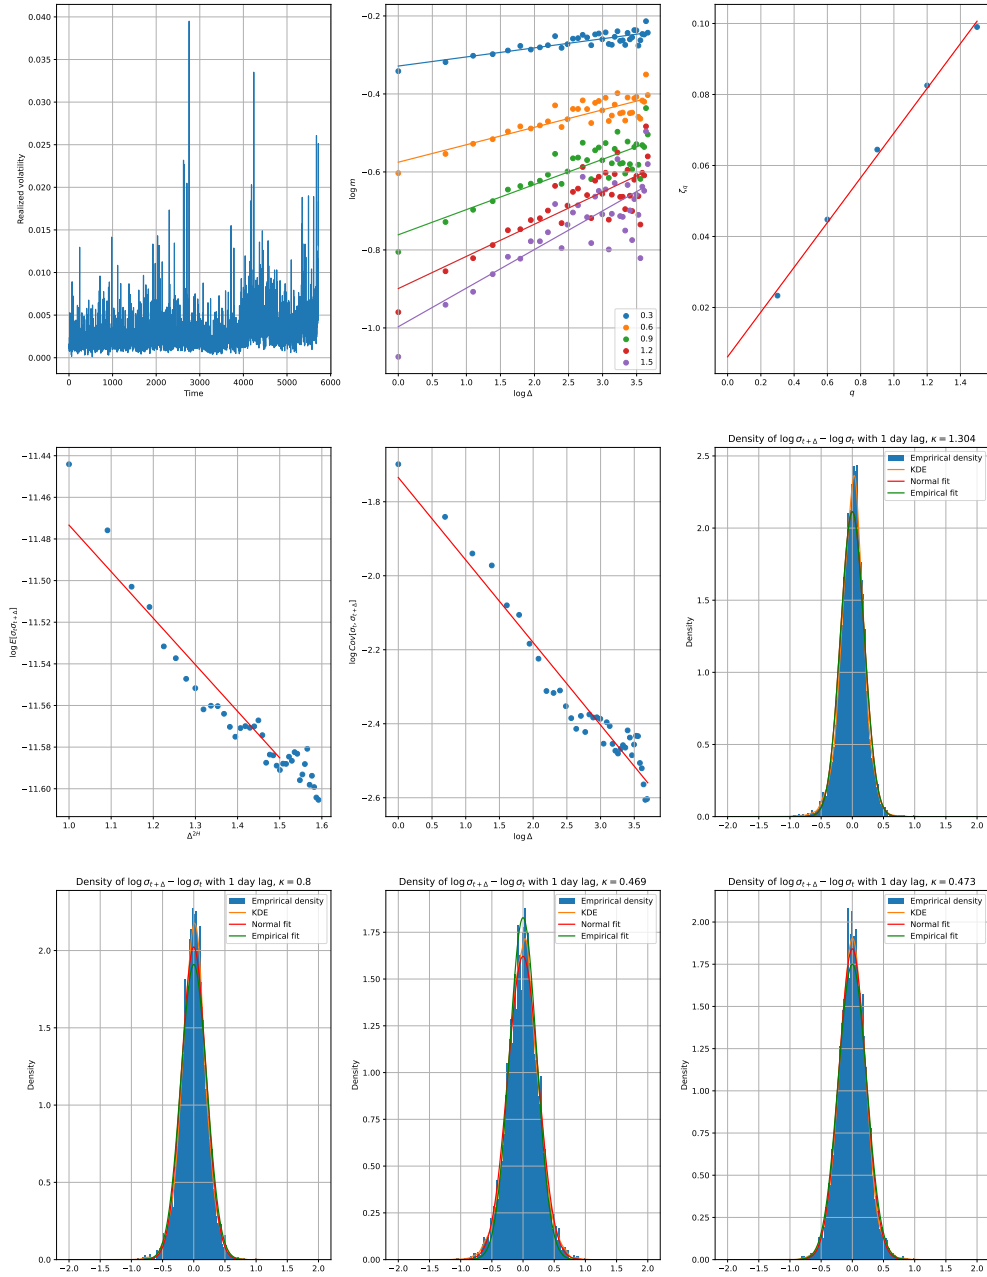 0.040
0.035
0.030
0.025
0.020
0.015
0.010
0.005
0.000
Realized volatility
0 1000 2000 3000 4000 5000 6000
Time
−0.2
−0.4
−0.6
−0.8
−1.0
log m
0.3
0.6
0.9
1.2
1.5
0.0 0.5 1.0 1.5 2.0 2.5 3.0 3.5
log Δ
0.10
0.08
0.06
0.04
0.02
ζq
0.0 0.2 0.4 0.6 0.8 1.0 1.2 1.4
q
−11.44
−11.46
−11.48
−11.50
−11.52
−11.54
−11.56
−11.58
−11.60
log E[σtσt+Δ]
1.0 1.1 1.2 1.3 1.4 1.5 1.6
Δ^2H
−1.8
−2.0
−2.2
−2.4
−2.6
log Cov[σt, σt+Δ]
0.0 0.5 1.0 1.5 2.0 2.5 3.0 3.5
log Δ
Density of log σt+Δ − log σt with 1 day lag, κ = 1.304
Emprirical density
KDE
Normal fit
Empirical fit
2.5
2.0
1.5
1.0
0.5
0.0
Density
−2.0 −1.5 −1.0 −0.5 0.0 0.5 1.0 1.5 2.0
Density of log σt+Δ − log σt with 1 day lag, κ = 0.8
Emprirical density
KDE
Normal fit
Empirical fit
2.0
1.5
1.0
0.5
0.0
Density
−2.0 −1.5 −1.0 −0.5 0.0 0.5 1.0 1.5 2.0
Density of log σt+Δ − log σt with 1 day lag, κ = 0.469
Emprirical density
KDE
Normal fit
Empirical fit
1.75
1.50
1.25
1.00
0.75
0.50
0.25
0.00
Density
−2.0 −1.5 −1.0 −0.5 0.0 0.5 1.0 1.5 2.0
Density of log σt+Δ − log σt with 1 day lag, κ = 0.473
Emprirical density
KDE
Normal fit
Empirical fit
2.00
1.75
1.50
1.25
1.00
0.75
0.50
0.25
0.00
Density
−2.0 −1.5 −1.0 −0.5 0.0 0.5 1.0 1.5 2.0